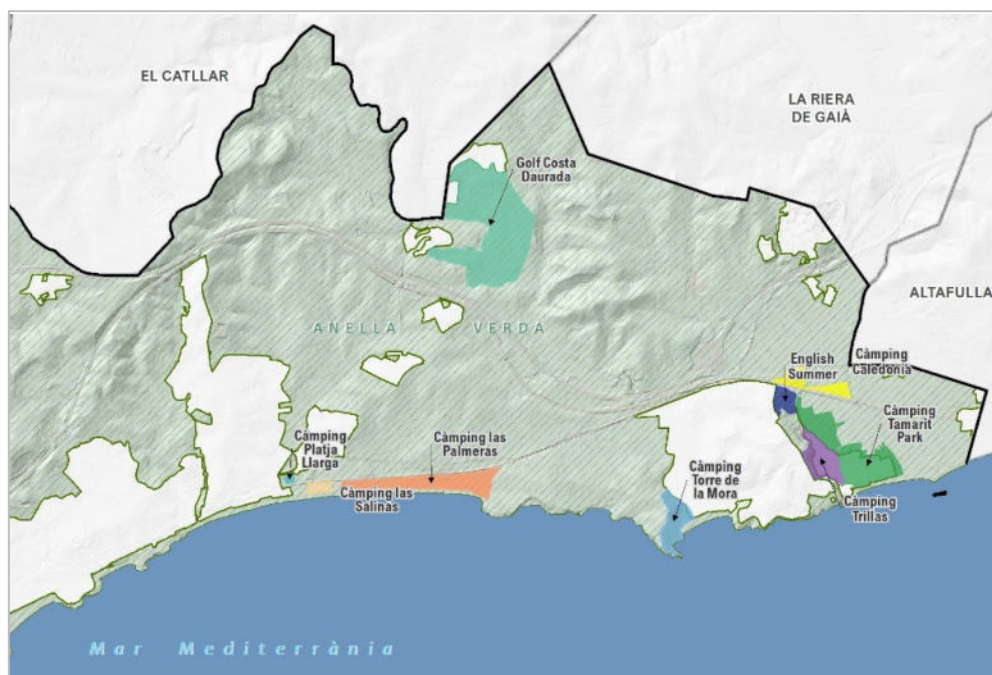 EL CATLLAR
LA RIERA
DE GAIÀ
Golf Costa
Daurada
ALTAFULLA
ANELLA VERDA
English
Summer
Càmping
Caledonia
Càmping
Tamarit
Park
Càmping
Platja
Llarga
Càmping las
Palmeras
Càmping Torre de
la Mora
Càmping las
Salinas
Càmping
Trillas
Mar Mediterrània